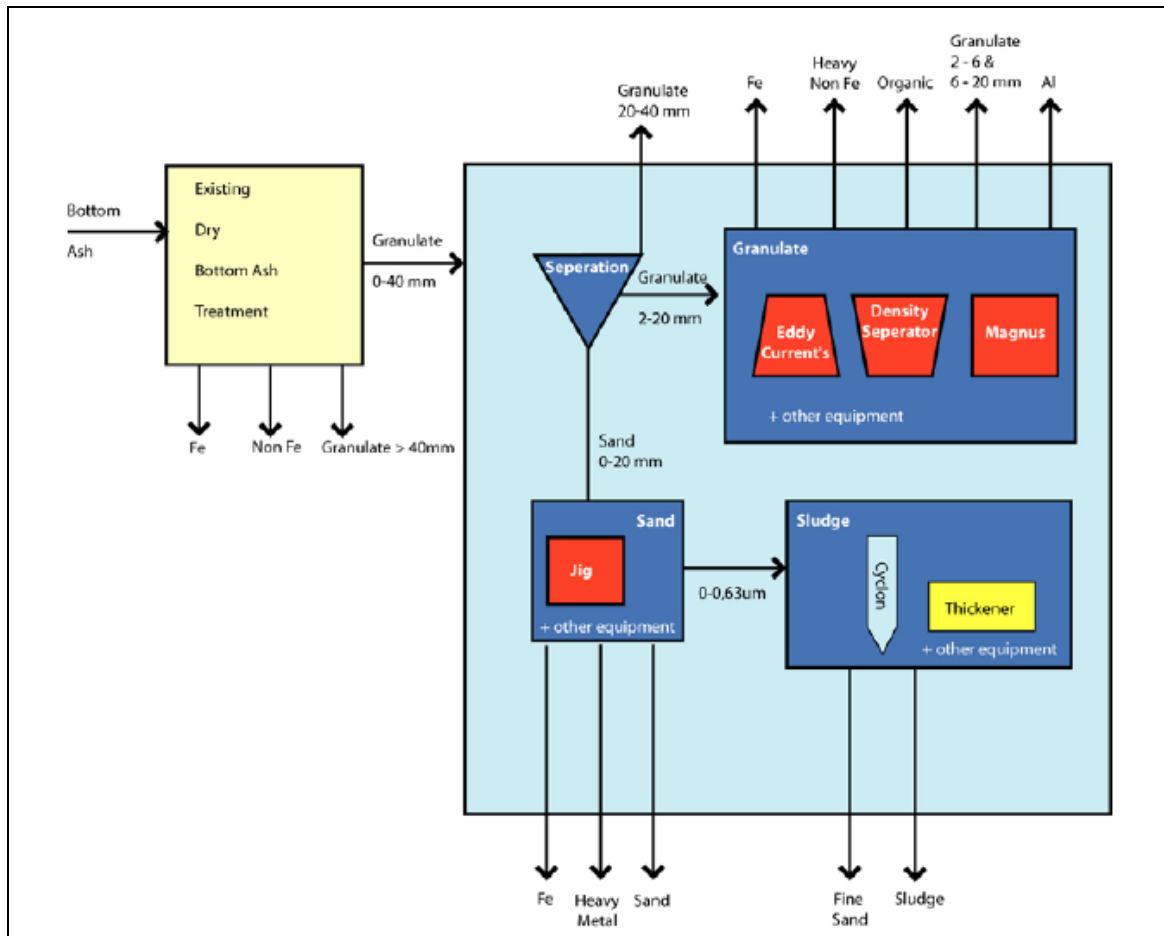 Bottom
Ash
Existing
Dry
Bottom Ash
Treatment
Fe
Non Fe
Granulate > 40mm
Granulate
0-40 mm
Granulate
20-40 mm
Seperation
Granulate
2-20 mm
Fe
Heavy
Non Fe
Organic
Granulate
2 - 6 &
6 - 20 mm
Al
Granulate
Eddy
Current's
Density
Seperator
Magnus
+ other equipment
Sand
0-20 mm
Sand
Jig
+ other equipment
0-0,63um
Sludge
Cyclon
Thickener
+ other equipment
Fe
Heavy
Metal
Sand
Fine
Sand
Sludge